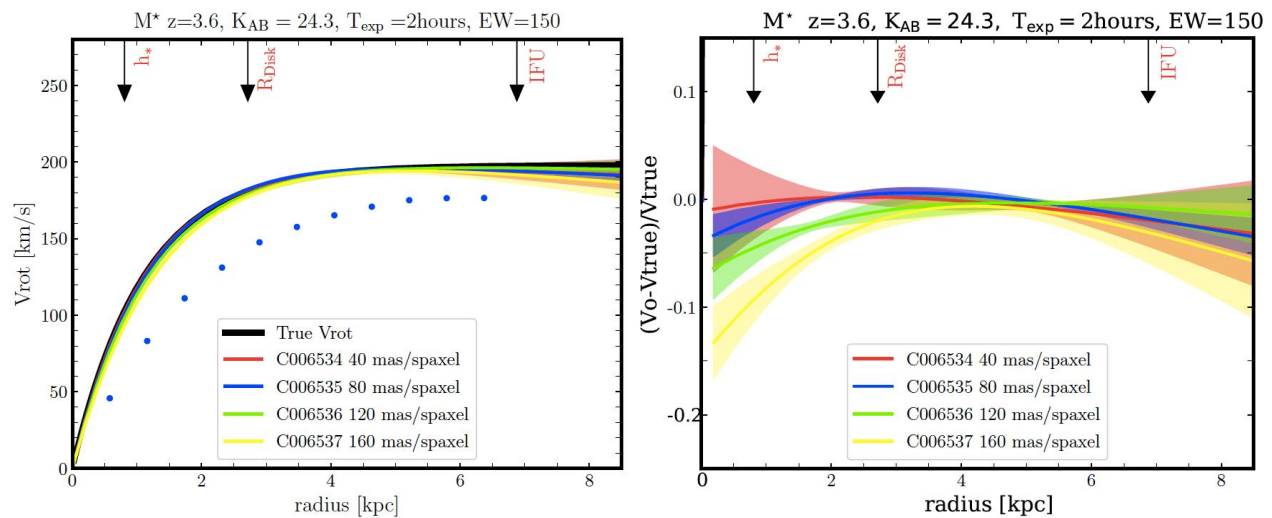 M* z=3.6, K_AB = 24.3, T_exp =2hours, EW=150
h*
R_Disk
IFU
250
200
150
100
50
0
Vrot [km/s]
True Vrot
C006534 40 mas/spaxel
C006535 80 mas/spaxel
C006536 120 mas/spaxel
C006537 160 mas/spaxel
0 2 4 6 8
radius [kpc]
M* z=3.6, K_AB = 24.3, T_exp = 2hours, EW=150
h*
R_Disk
IFU
0.1
0.0
-0.1
-0.2
(Vo-Vtrue)/Vtrue
C006534 40 mas/spaxel
C006535 80 mas/spaxel
C006536 120 mas/spaxel
C006537 160 mas/spaxel
0 2 4 6 8
radius [kpc]